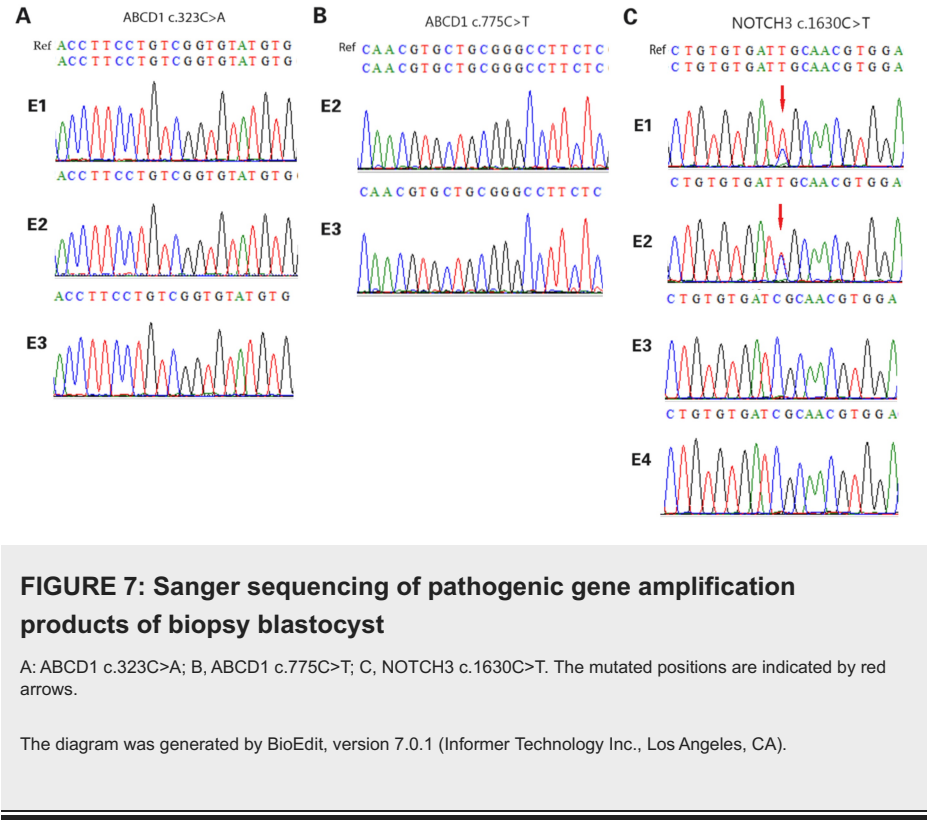 A
ABCD1 c.323C>A
Ref ACCTTCCTGTCGGTGTATGTG
ACCTTCCTGTCGGTGTATGTG
E1
ACCTTCCTGTCGGTGTATGTG
E2
ACCTTCCTGTCGGTGTATGTG
E3
B
ABCD1 c.775C>T
Ref CAACGTGCTGCGGGCCTTCTC
CAACGTGCTGCGGGCCTTCTC
E2
CAACGTGCTGCGGGCCTTCTC
E3
C
NOTCH3 c.1630C>T
Ref CTGTGTGATTGCAACGTGGA
CTGTGTGATTGCAACGTGGA
E1
CTGTGTGATTGCAACGTGGA
E2
CTGTGTGATCGCAACGTGGA
E3
CTGTGTGATCGCAACGTGGA
E4
FIGURE 7: Sanger sequencing of pathogenic gene amplification
products of biopsy blastocyst
A: ABCD1 c.323C>A; B, ABCD1 c.775C>T; C, NOTCH3 c.1630C>T. The mutated positions are indicated by red
arrows.
The diagram was generated by BioEdit, version 7.0.1 (Informer Technology Inc., Los Angeles, CA).